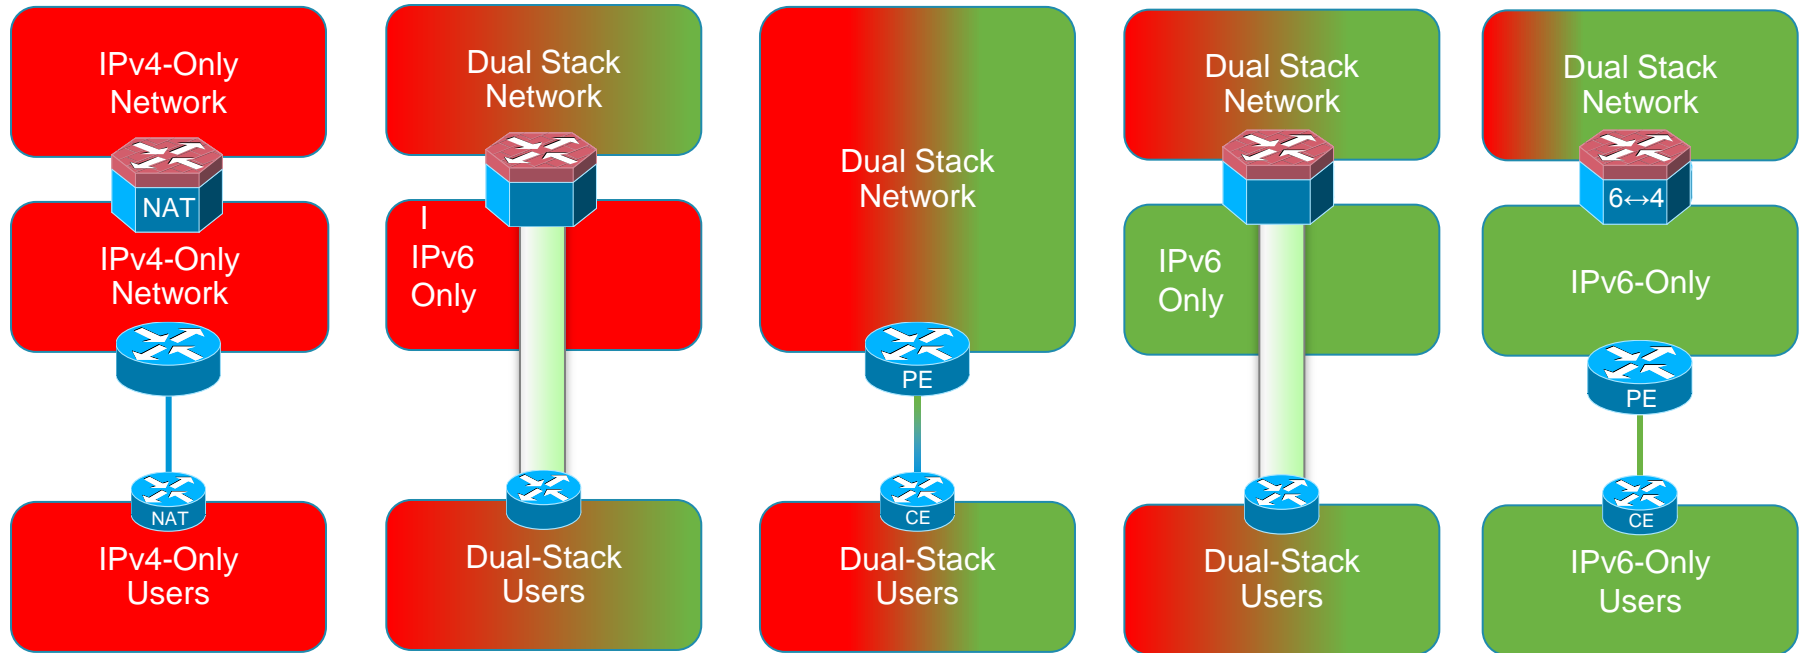 IPv4-Only
Network
NAT
IPv4-Only
Network
NAT
IPv4-Only
Users
Dual Stack
Network
I
IPv6
Only
Dual-Stack
Users
Dual Stack
Network
PE
CE
Dual-Stack
Users
Dual Stack
Network
IPv6
Only
Dual-Stack
Users
Dual Stack
Network
6↔4
IPv6-Only
PE
CE
IPv6-Only
Users